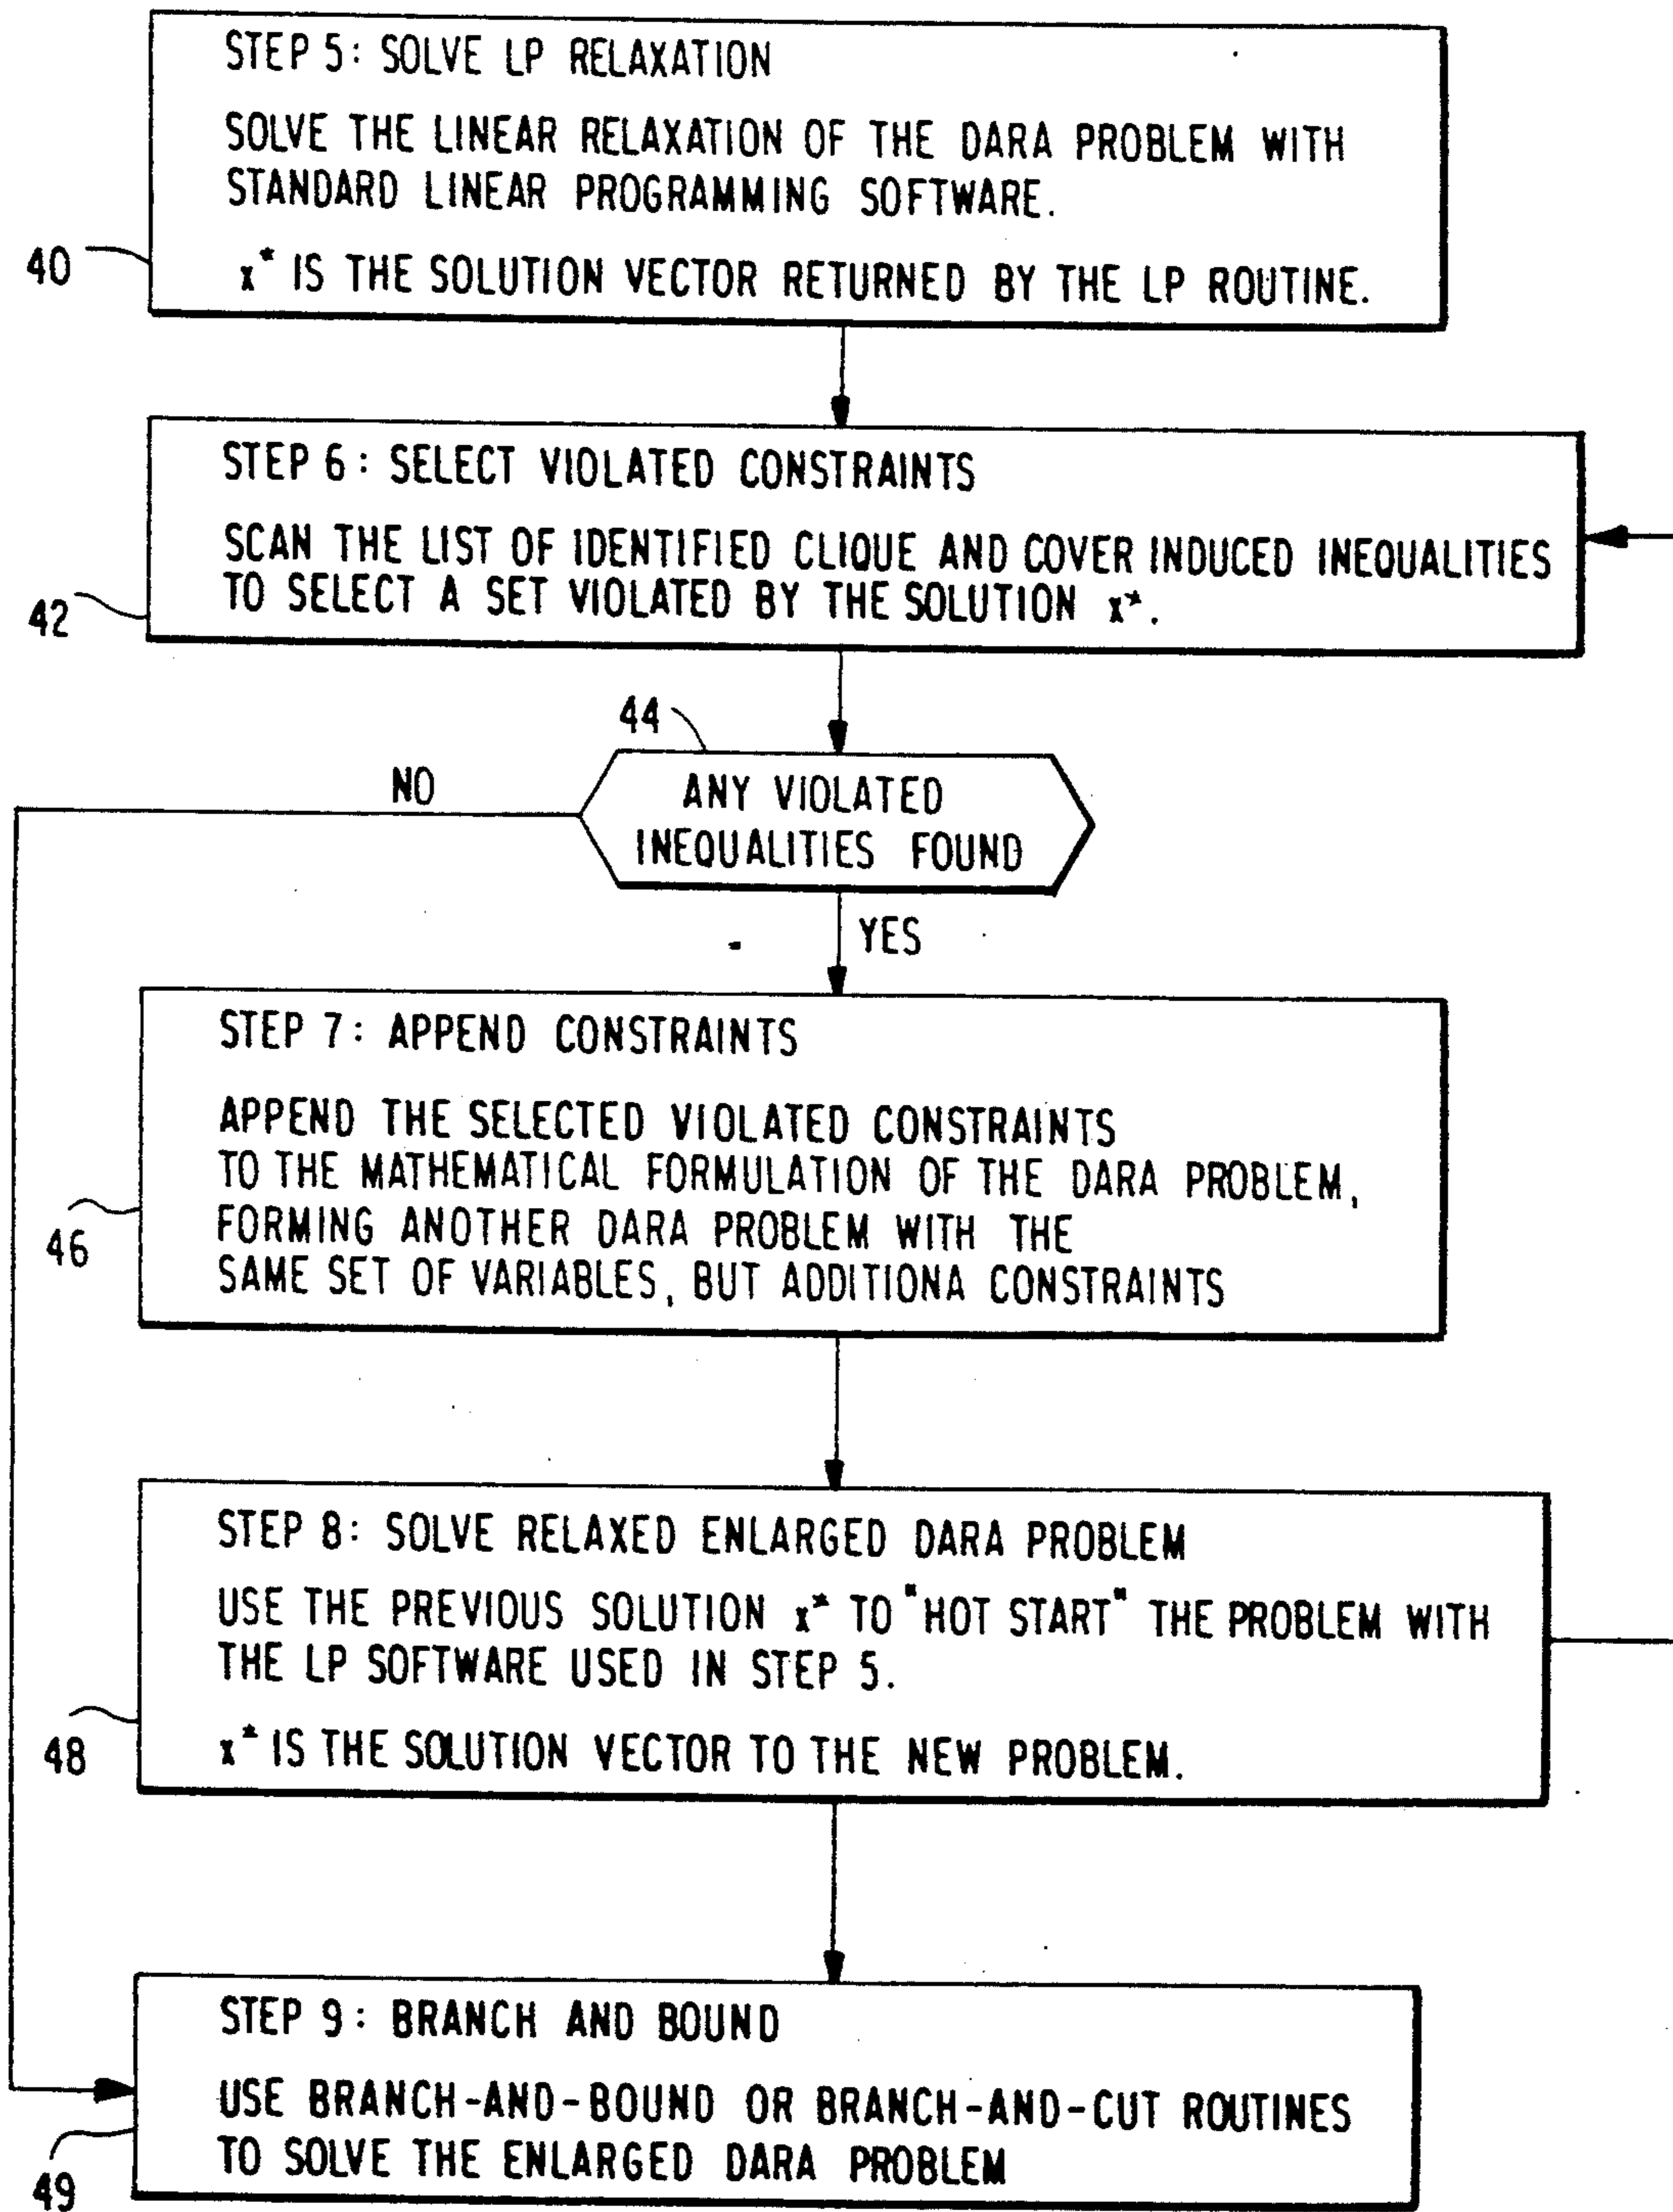 STEP 5: SOLVE LP RELAXATION
SOLVE THE LINEAR RELAXATION OF THE DARA PROBLEM WITH
STANDARD LINEAR PROGRAMMING SOFTWARE.
x* IS THE SOLUTION VECTOR RETURNED BY THE LP ROUTINE.
40
STEP 6: SELECT VIOLATED CONSTRAINTS
SCAN THE LIST OF IDENTIFIED CLIQUE AND COVER INDUCED INEQUALITIES
TO SELECT A SET VIOLATED BY THE SOLUTION x*.
42
44
NO
ANY VIOLATED
INEQUALITIES FOUND
YES
STEP 7: APPEND CONSTRAINTS
APPEND THE SELECTED VIOLATED CONSTRAINTS
TO THE MATHEMATICAL FORMULATION OF THE DARA PROBLEM,
FORMING ANOTHER DARA PROBLEM WITH THE
SAME SET OF VARIABLES, BUT ADDITIONA CONSTRAINTS
46
STEP 8: SOLVE RELAXED ENLARGED DARA PROBLEM
USE THE PREVIOUS SOLUTION x* TO "HOT START" THE PROBLEM WITH
THE LP SOFTWARE USED IN STEP 5.
x* IS THE SOLUTION VECTOR TO THE NEW PROBLEM.
48
STEP 9: BRANCH AND BOUND
USE BRANCH-AND-BOUND OR BRANCH-AND-CUT ROUTINES
TO SOLVE THE ENLARGED DARA PROBLEM
49